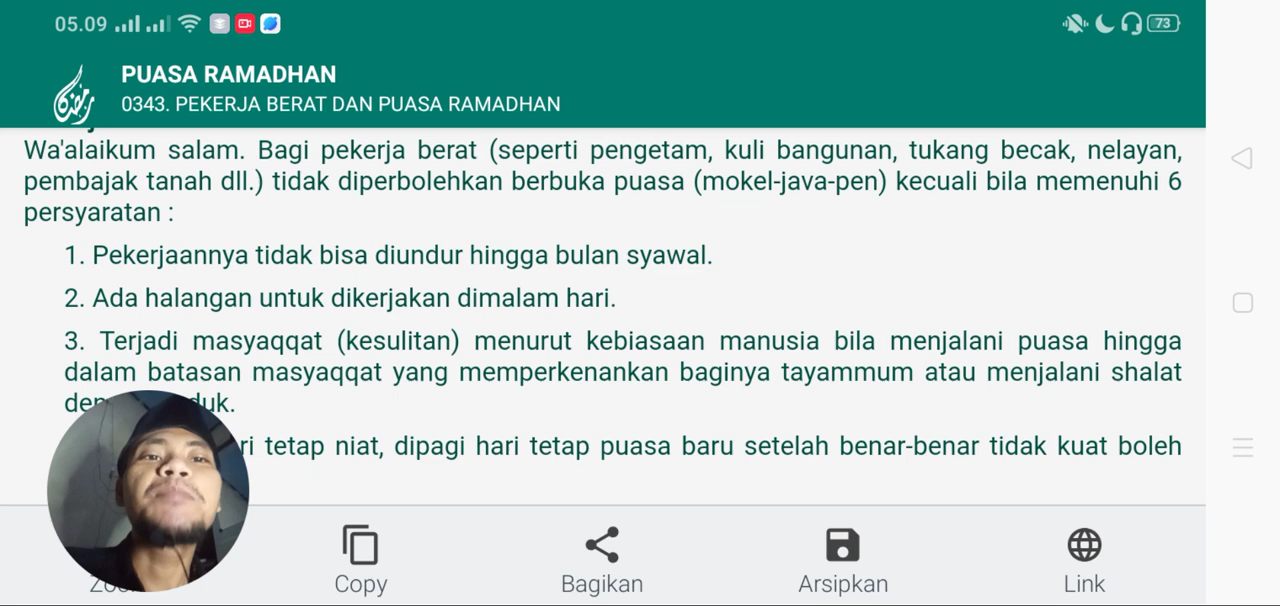 05.09
73
PUASA RAMADHAN
0343. PEKERJA BERAT DAN PUASA RAMADHAN
Wa'alaikum salam. Bagi pekerja berat (seperti pengetam, kuli bangunan, tukang becak, nelayan,
pembajak tanah dll.) tidak diperbolehkan berbuka puasa (mokel-java-pen) kecuali bila memenuhi 6
persyaratan :
1. Pekerjaannya tidak bisa diundur hingga bulan syawal.
2. Ada halangan untuk dikerjakan dimalam hari.
3. Terjadi masyaqqat (kesulitan) menurut kebiasaan manusia bila menjalani puasa hingga
dalam batasan masyaqqat yang memperkenankan baginya tayammum atau menjalani shalat
tetap niat, dipagi hari tetap puasa baru setelah benar-benar tidak kuat boleh
Copy
Bagikan
Arsipkan
Link